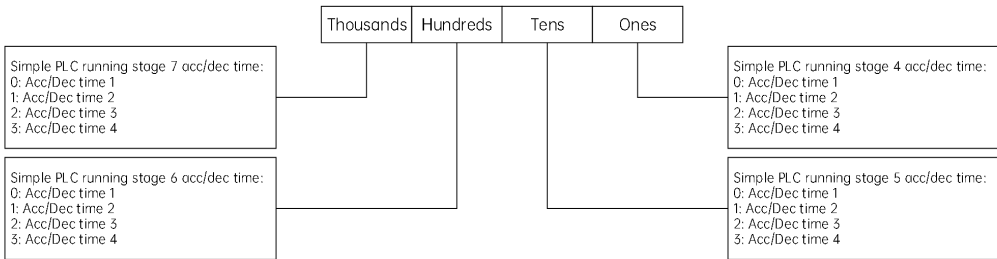 Thousands Hundreds Tens Ones
Simple PLC running stage 7 acc/dec time:
0: Acc/Dec time 1
1: Acc/Dec time 2
2: Acc/Dec time 3
3: Acc/Dec time 4
Simple PLC running stage 4 acc/dec time:
0: Acc/Dec time 1
1: Acc/Dec time 2
2: Acc/Dec time 3
3: Acc/Dec time 4
Simple PLC running stage 6 acc/dec time:
0: Acc/Dec time 1
1: Acc/Dec time 2
2: Acc/Dec time 3
3: Acc/Dec time 4
Simple PLC running stage 5 acc/dec time:
0: Acc/Dec time 1
1: Acc/Dec time 2
2: Acc/Dec time 3
3: Acc/Dec time 4